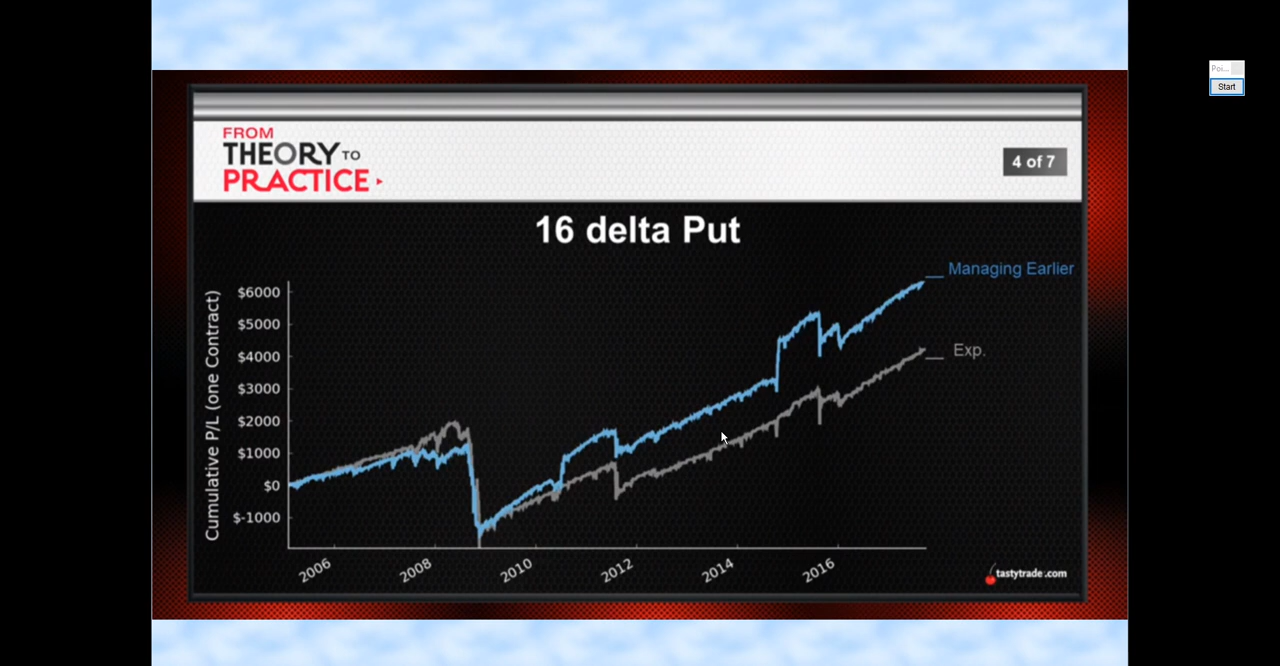 Poi...
Start
FROM
THEORY TO
PRACTICE
4 of 7
16 delta Put
Managing Earlier
Exp.
Cumulative P/L (one Contract)
$6000
$5000
$4000
$3000
$2000
$1000
$0
$-1000
2006
2008
2010
2012
2014
2016
tastytrade.com